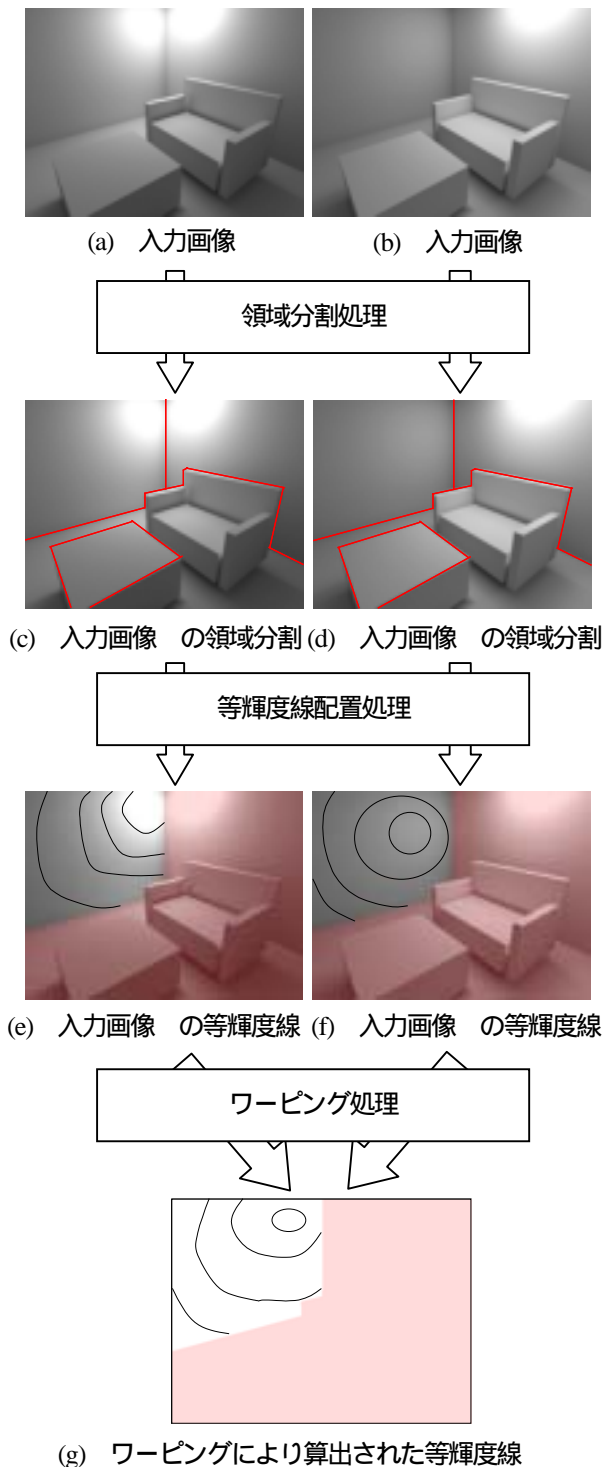 (a) 入力画像 (b) 入力画像
領域分割処理
(c) 入力画像 の領域分割 (d) 入力画像 の領域分割
等輝度線配置処理
(e) 入力画像 の等輝度線 (f) 入力画像 の等輝度線
ワーピング処理
(g) ワーピングにより算出された等輝度線